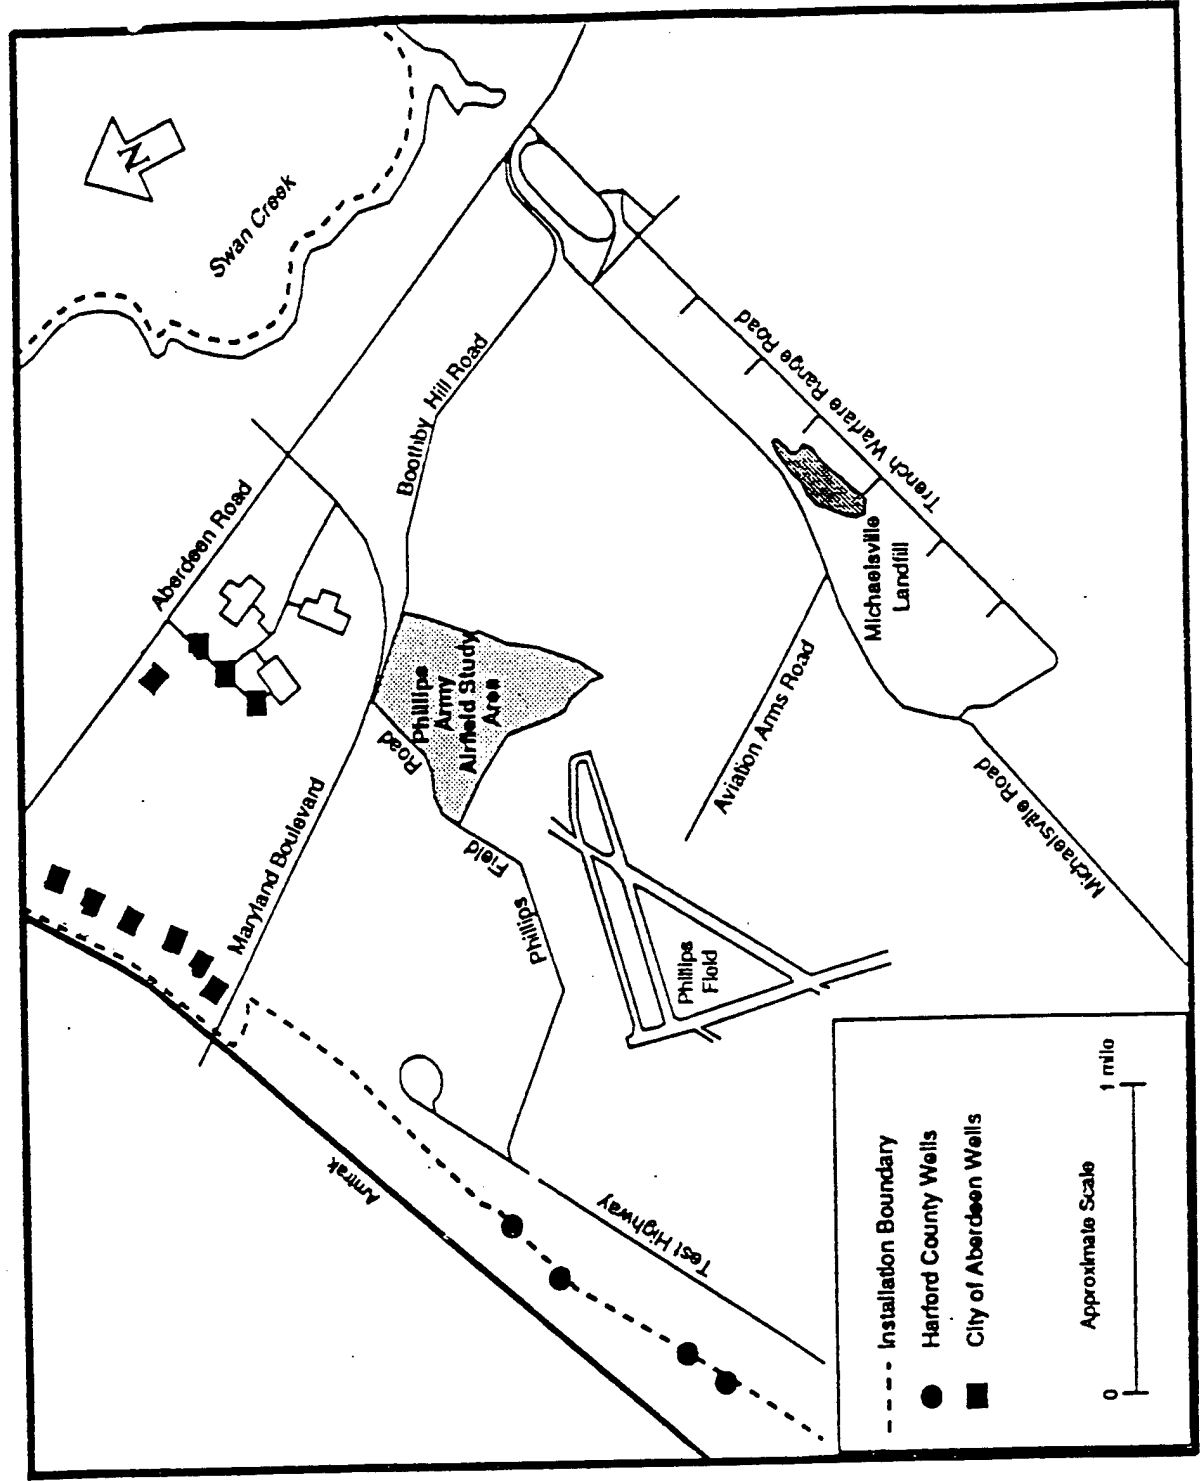 N
Swan Creek
Aberdeen Road
Boothby Hill Road
Trench Warfare Range Road
Michaelsville
Landfill
Phillips
Army
Airfield Study
Area
Maryland Boulevard
Phillips
Field
Road
Aviation Arms Road
Michaelsville Road
Phillips
Field
Amtrak
Test Highway
Installation Boundary
Harford County Wells
City of Aberdeen Wells
Approximate Scale
0
1 mile